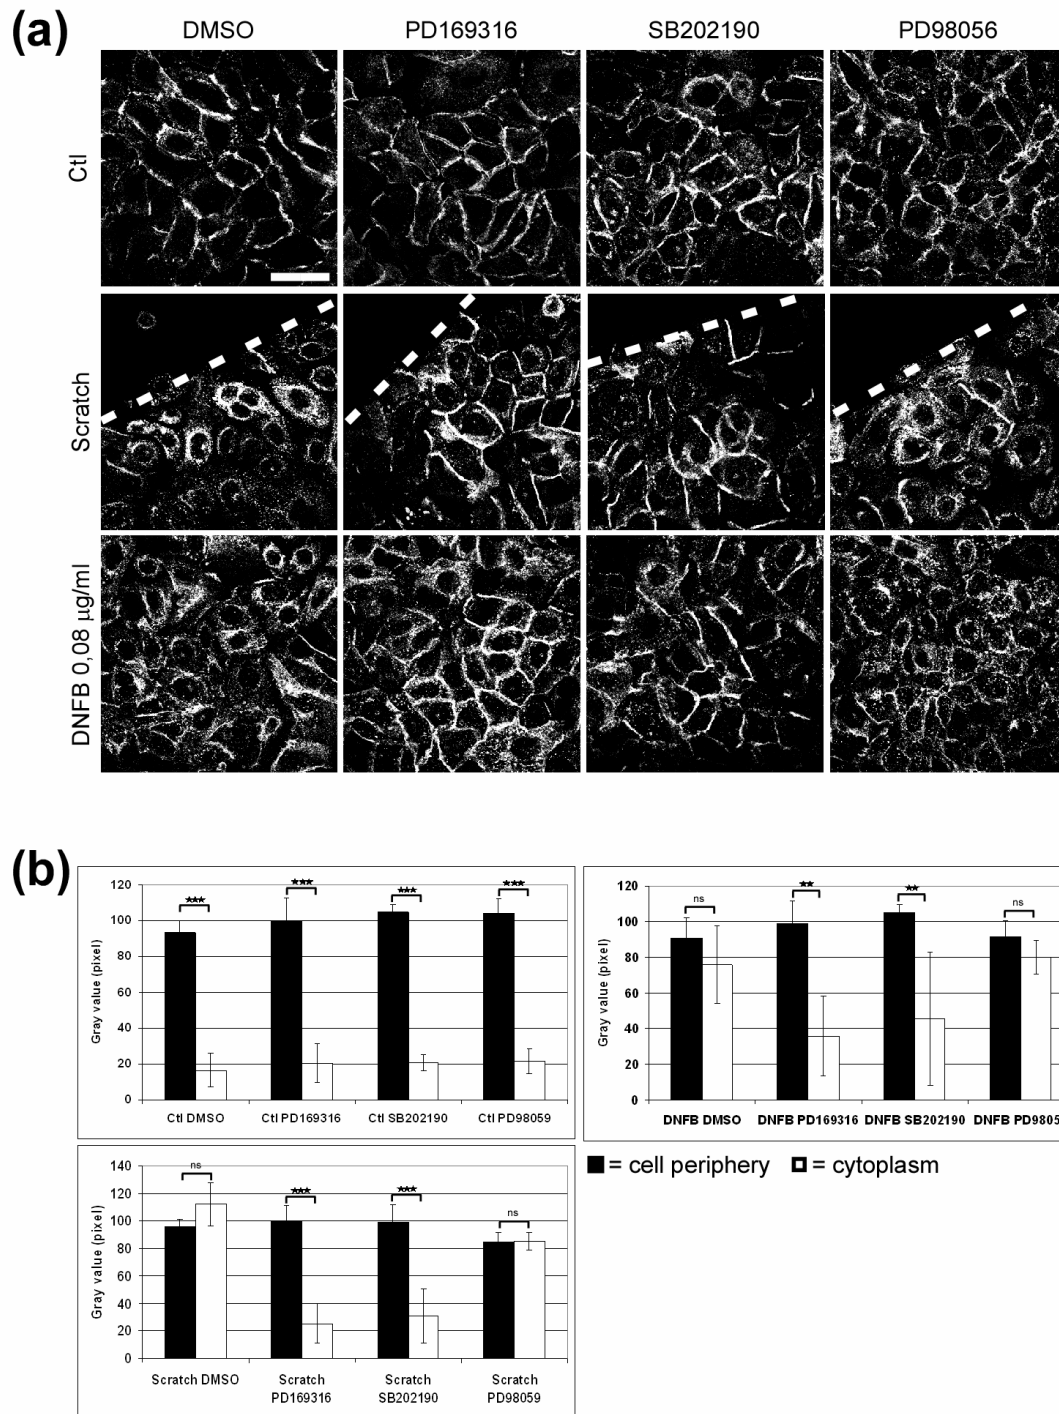 (a)
DMSO PD169316 SB202190 PD98056
Ctl
Scratch
DNFB 0,08 µg/ml
(b)
120
100
80
60
40
20
0
Gray value (pixel)
*** *** *** ***
Ctl DMSO Ctl PD169316 Ctl SB202190 Ctl PD98059
120
100
80
60
40
20
0
Gray value (pixel)
ns ** ** ns
DNFB DMSO DNFB PD169316 DNFB SB202190 DNFB PD9805
= cell periphery = cytoplasm
140
120
100
80
60
40
20
0
Gray value (pixel)
ns *** *** ns
Scratch DMSO Scratch Scratch Scratch
PD169316 SB202190 PD98059